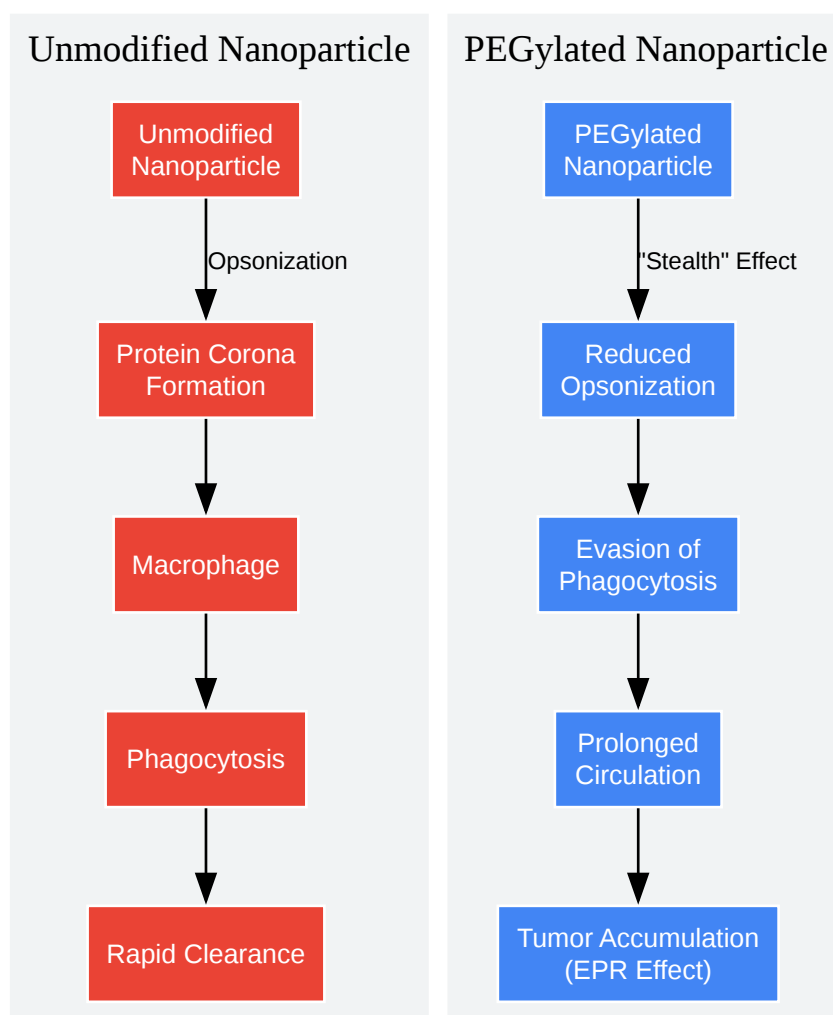 Unmodified Nanoparticle
Unmodified
Nanoparticle
Opsonization
Protein Corona
Formation
Macrophage
Phagocytosis
Rapid Clearance
PEGylated Nanoparticle
PEGylated
Nanoparticle
"Stealth" Effect
Reduced
Opsonization
Evasion of
Phagocytosis
Prolonged
Circulation
Tumor Accumulation
(EPR Effect)